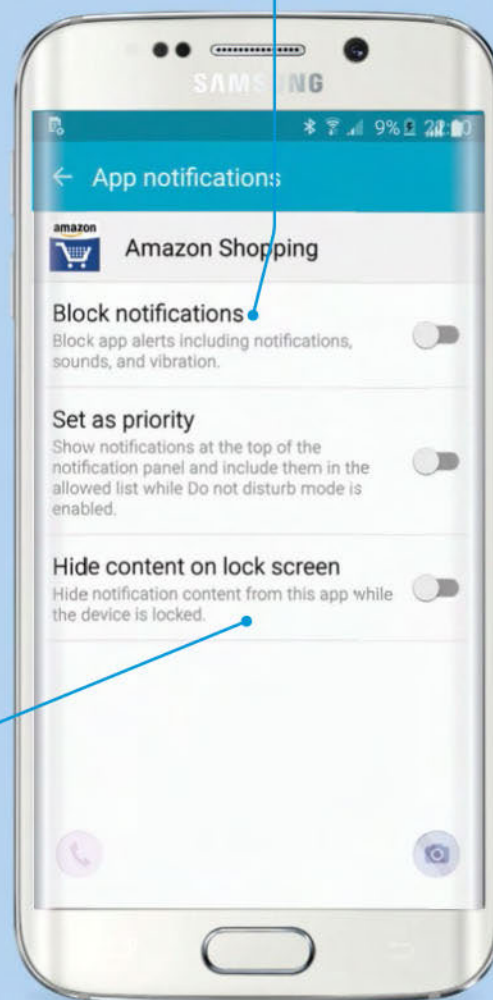 SAMSUNG
9%
App notifications
amazon
Amazon Shopping
Block notifications
Block app alerts including notifications,
sounds, and vibration.
Set as priority
Show notifications at the top of the
notification panel and include them in the
allowed list while Do not disturb mode is
enabled.
Hide content on lock screen
Hide notification content from this app while
the device is locked.